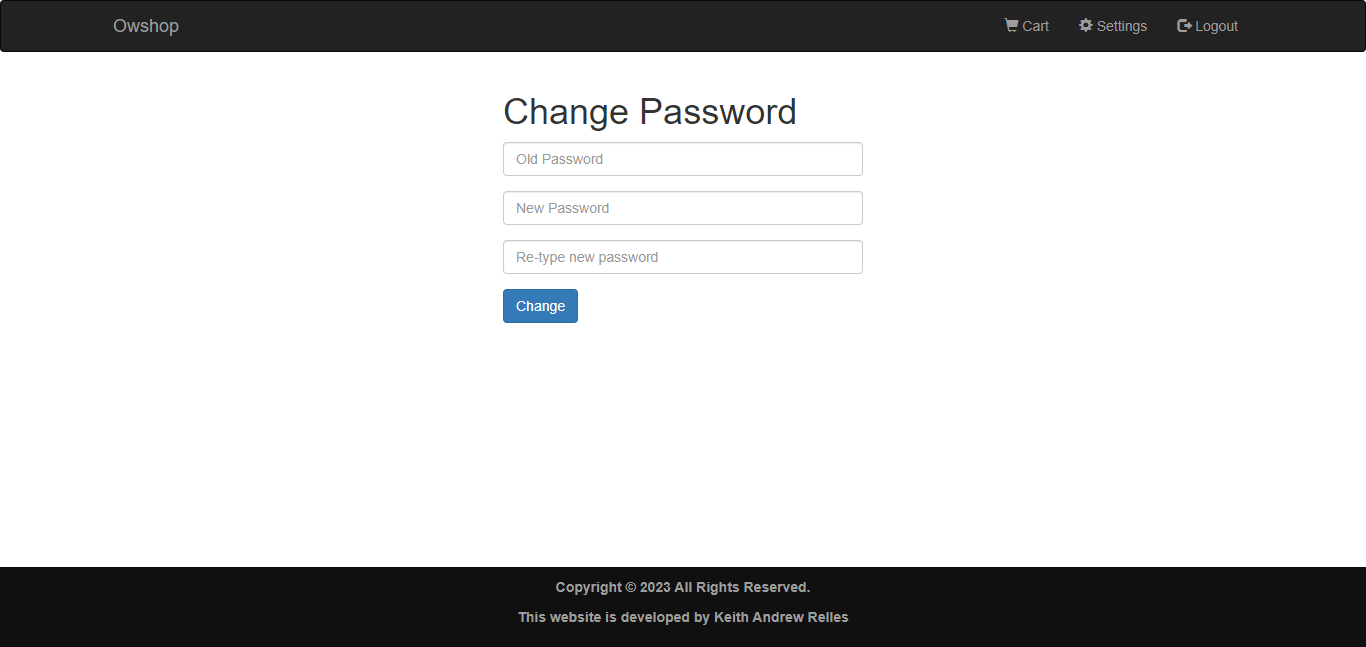 Owshop Cart Settings Logout
Change Password
Old Password
New Password
Re-type new password
Change
Copyright © 2023 All Rights Reserved.
This website is developed by Keith Andrew Relles